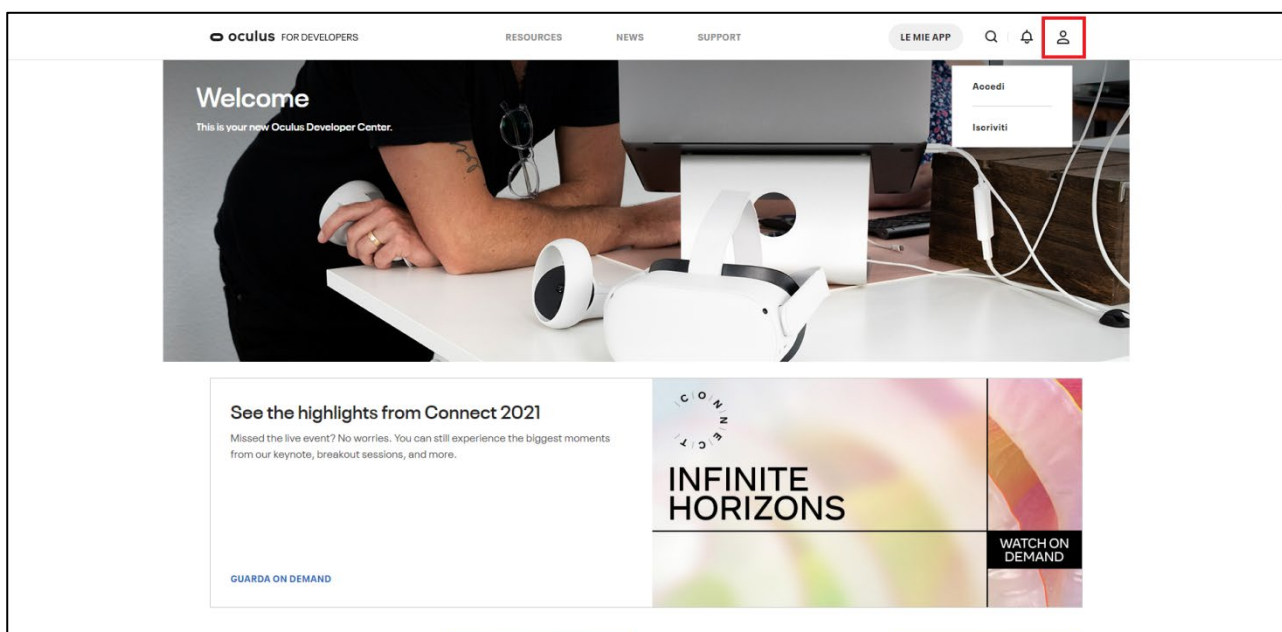 oculus FOR DEVELOPERS
RESOURCES
NEWS
SUPPORT
LE MIE APP
Accedi
Iscriviti
Welcome
This is your new Oculus Developer Center.
See the highlights from Connect 2021
Missed the live event? No worries. You can still experience the biggest moments
from our keynote, breakout sessions, and more.
GUARDA ON DEMAND
CONNECT
INFINITE
HORIZONS
WATCH ON
DEMAND